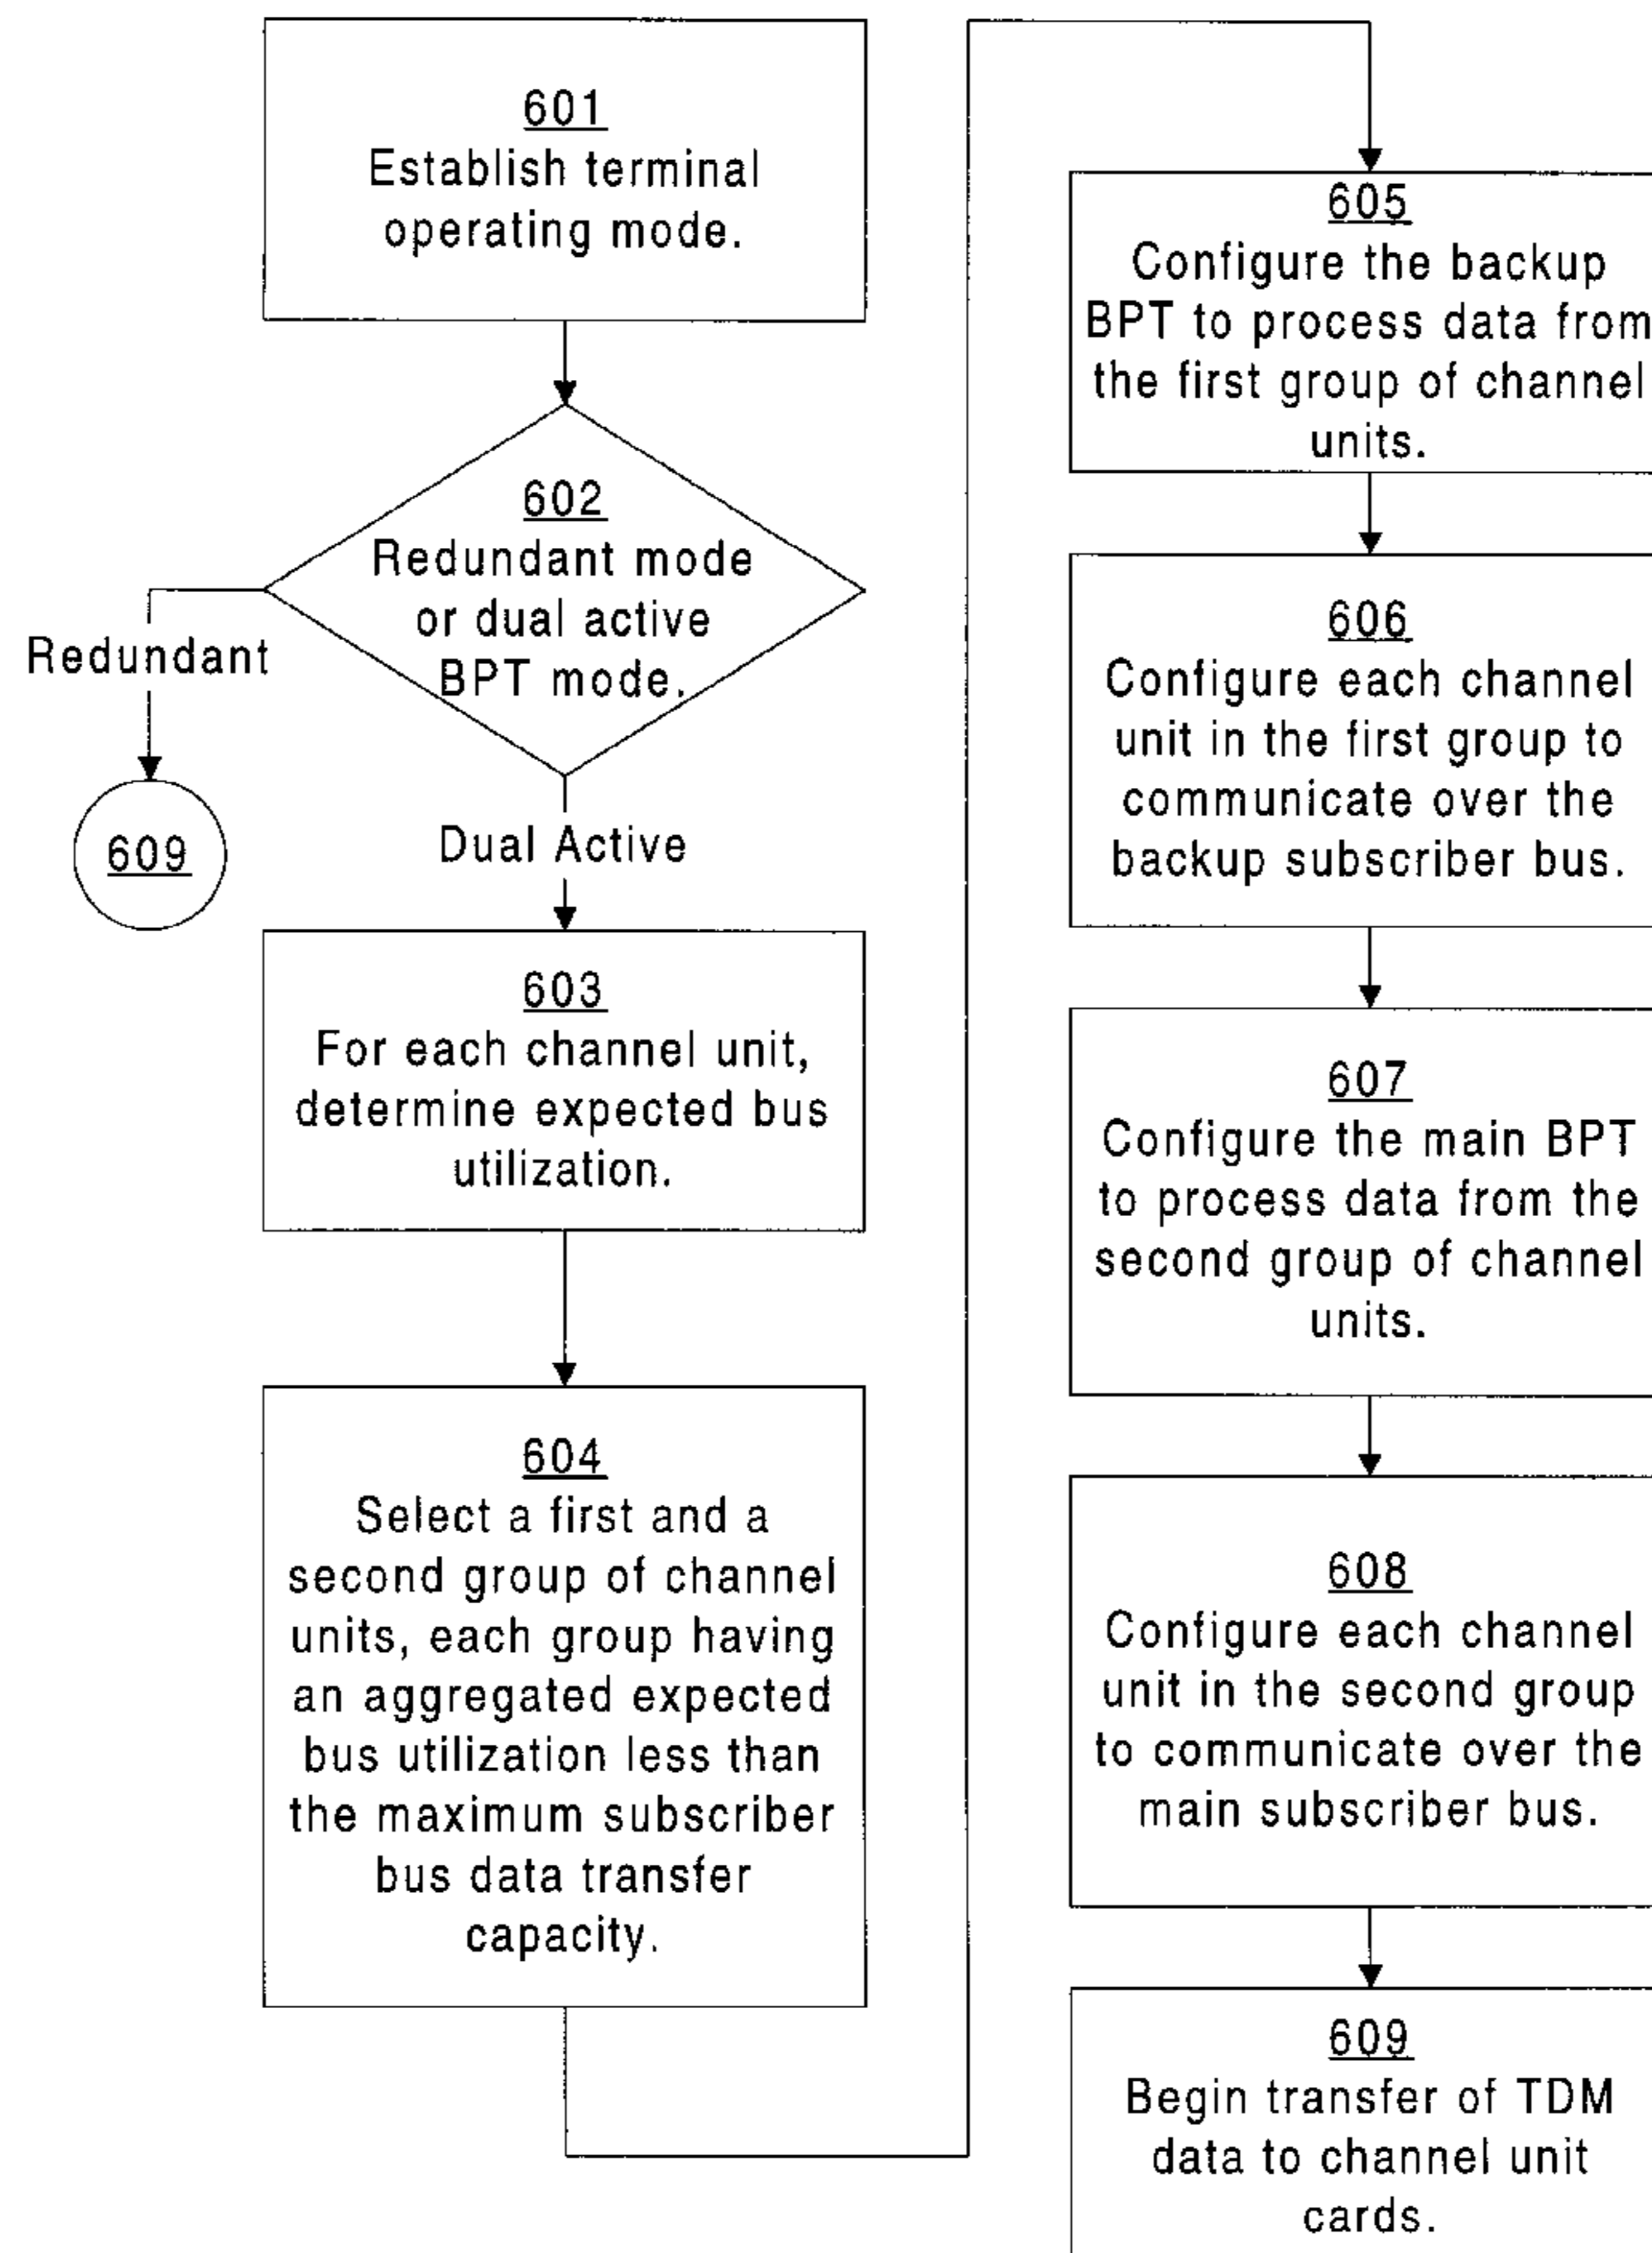 601
Establish terminal
operating mode.
602
Redundant mode
or dual active
BPT mode.
Redundant
609
Dual Active
603
For each channel unit,
determine expected bus
utilization.
604
Select a first and a
second group of channel
units, each group having
an aggregated expected
bus utilization less than
the maximum subscriber
bus data transfer
capacity.
605
Configure the backup
BPT to process data from
the first group of channel
units.
606
Configure each channel
unit in the first group to
communicate over the
backup subscriber bus.
607
Configure the main BPT
to process data from the
second group of channel
units.
608
Configure each channel
unit in the second group
to communicate over the
main subscriber bus.
609
Begin transfer of TDM
data to channel unit
cards.